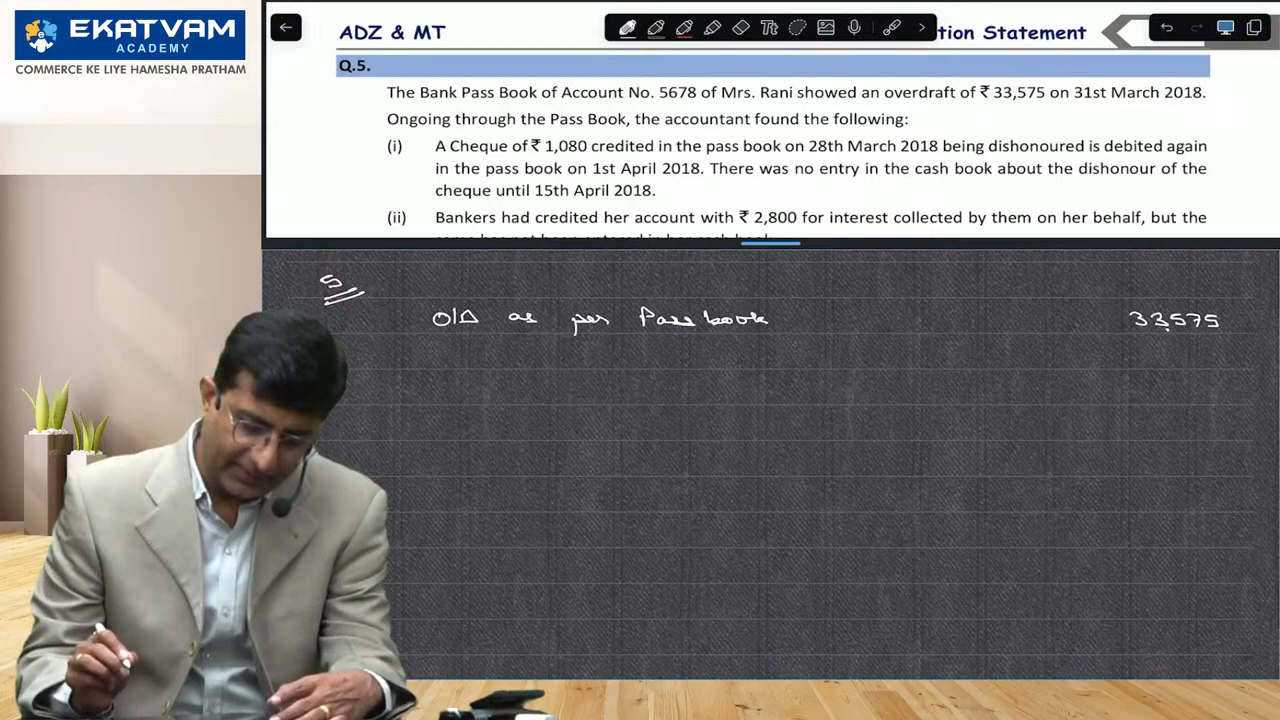 EKATVAM
ACADEMY
COMMERCE KE LIYE HAMESHA PRATHAM
ADZ & MT
tion Statement
Q.5.
The Bank Pass Book of Account No. 5678 of Mrs. Rani showed an overdraft of ₹ 33,575 on 31st March 2018.
Ongoing through the Pass Book, the accountant found the following:
(i) A Cheque of ₹ 1,080 credited in the pass book on 28th March 2018 being dishonoured is debited again
in the pass book on 1st April 2018. There was no entry in the cash book about the dishonour of the
cheque until 15th April 2018.
(ii) Bankers had credited her account with ₹ 2,800 for interest collected by them on her behalf, but the
5
O/D as per Passbook 33,575